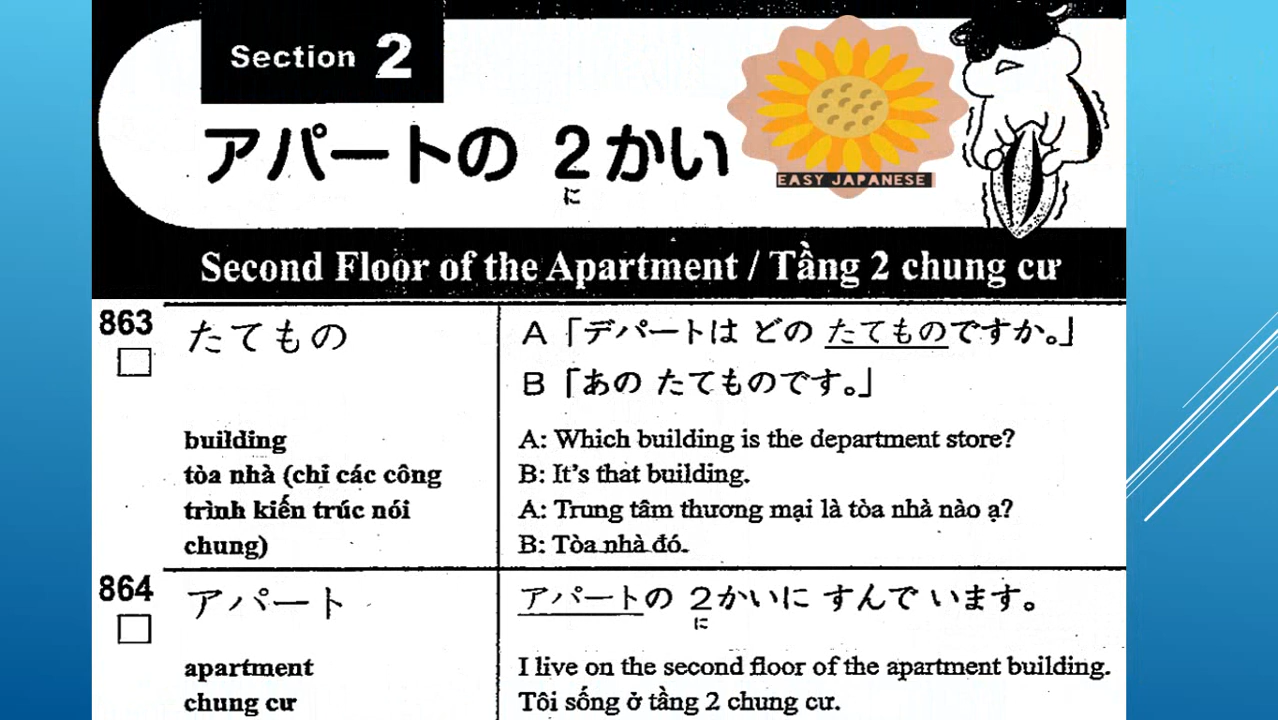 Section 2
アパートの 2かい
に
EASY JAPANESE
Second Floor of the Apartment / Tầng 2 chung cư
863
たてもの
building
tòa nhà (chỉ các công
trình kiến trúc nói
chung)
A「デパートは どの たてものですか。」
B「あの たてものです。」
A: Which building is the department store?
B: It's that building.
A: Trung tâm thương mại là tòa nhà nào ạ?
B: Tòa nhà đó.
864
アパート
apartment
chung cư
アパートの 2かいに すんで います。
に
I live on the second floor of the apartment building.
Tôi sống ở tầng 2 chung cư.